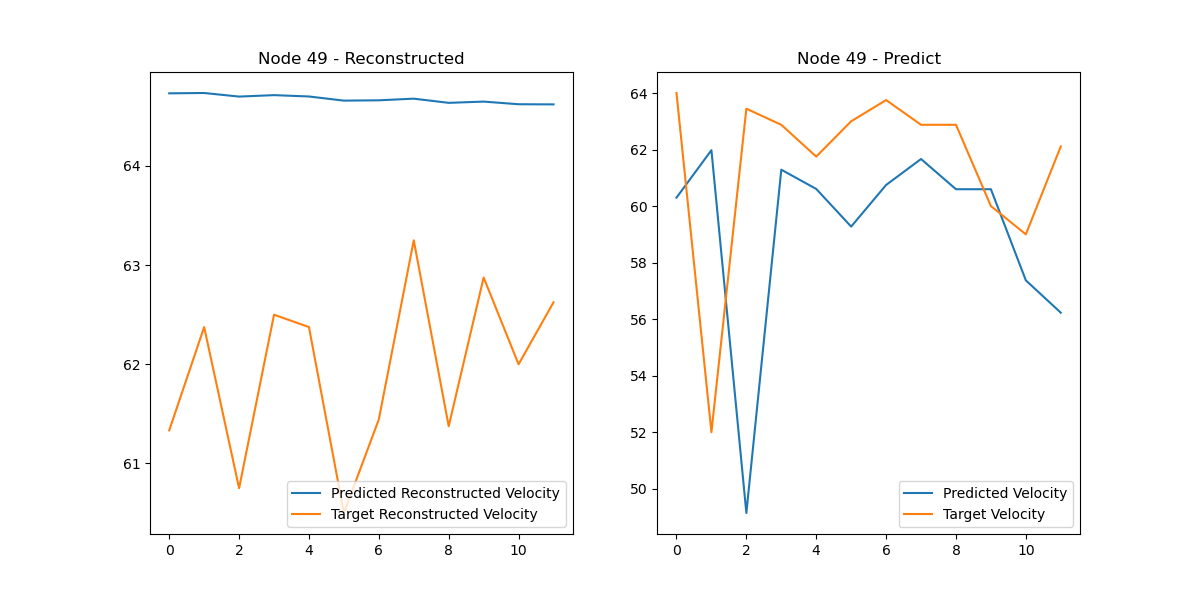 Node 49 - Reconstructed
64
63
62
61
0 2 4 6 8 10
Predicted Reconstructed Velocity
Target Reconstructed Velocity
Node 49 - Predict
64
62
60
58
56
54
52
50
0 2 4 6 8 10
Predicted Velocity
Target Velocity